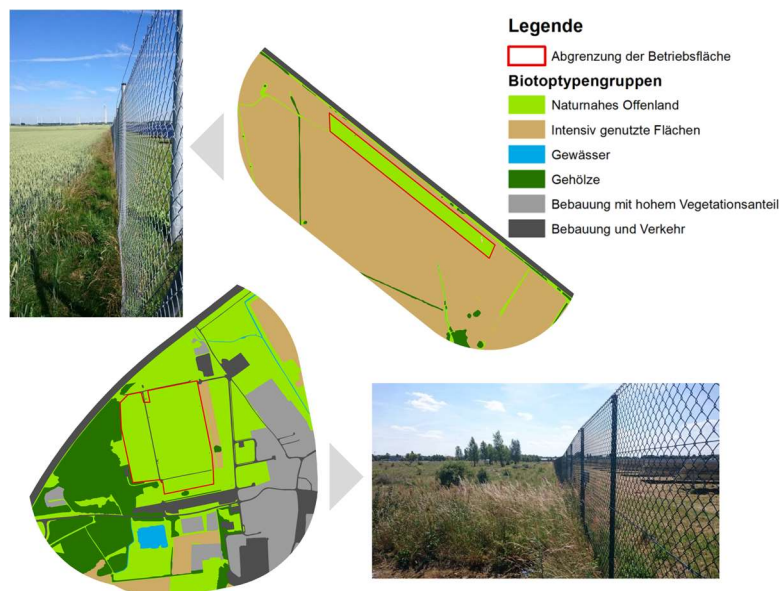 Legende
Abgrenzung der Betriebsfläche
Biotoptypengruppen
Naturnahes Offenland
Intensiv genutzte Flächen
Gewässer
Gehölze
Bebauung mit hohem Vegetationsanteil
Bebauung und Verkehr